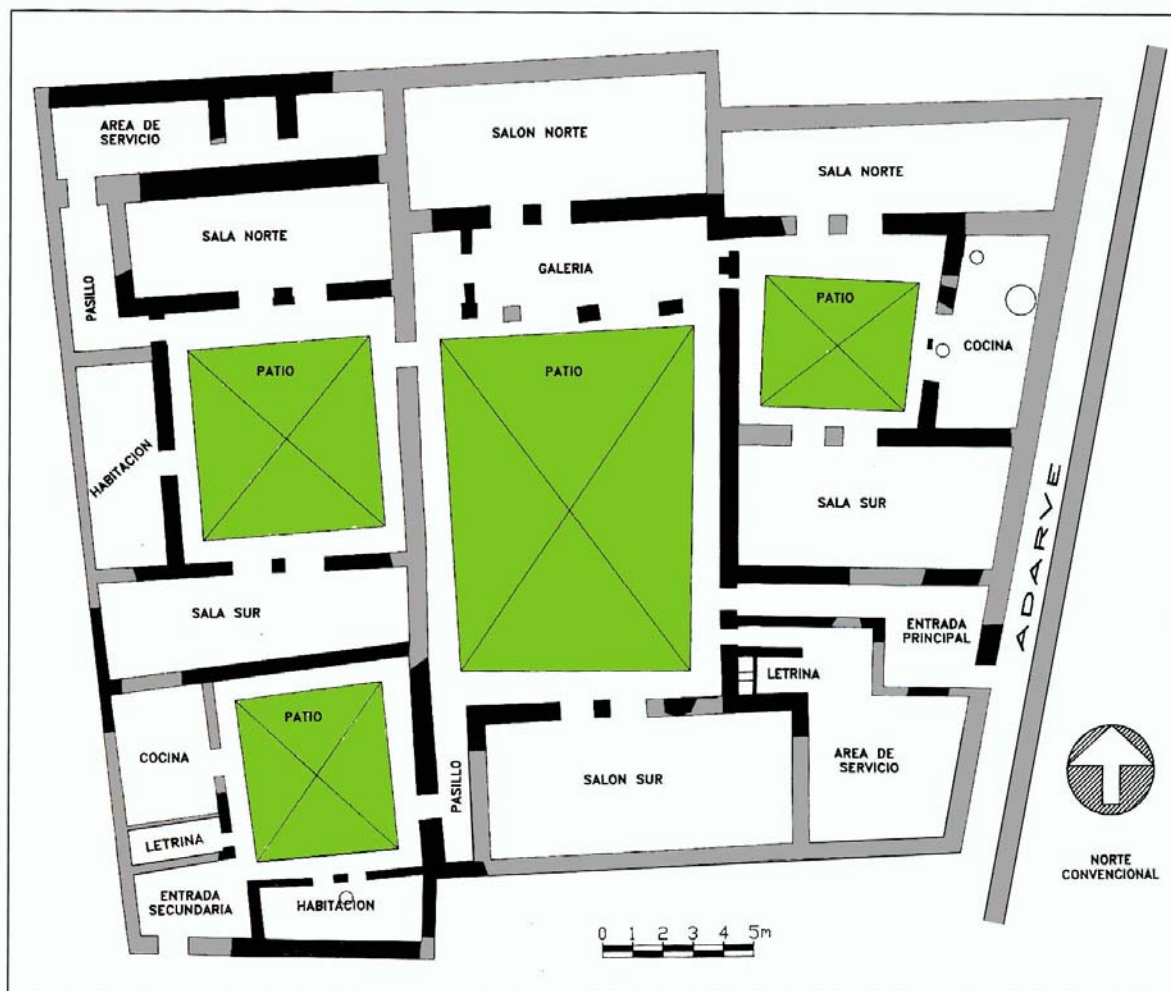 AREA DE
SERVICIO
SALON NORTE
SALA NORTE
SALA NORTE
GALERIA
PASILLO
PATIO
PATIO
PATIO
COCINA
HABITACION
SALA SUR
SALA SUR
ADARVE
ENTRADA
PRINCIPAL
LETRINA
PATIO
COCINA
PASILLO
SALON SUR
AREA DE
SERVICIO
LETRINA
ENTRADA
SECUNDARIA
HABITACION
NORTE
CONVENCIONAL
0 1 2 3 4 5m